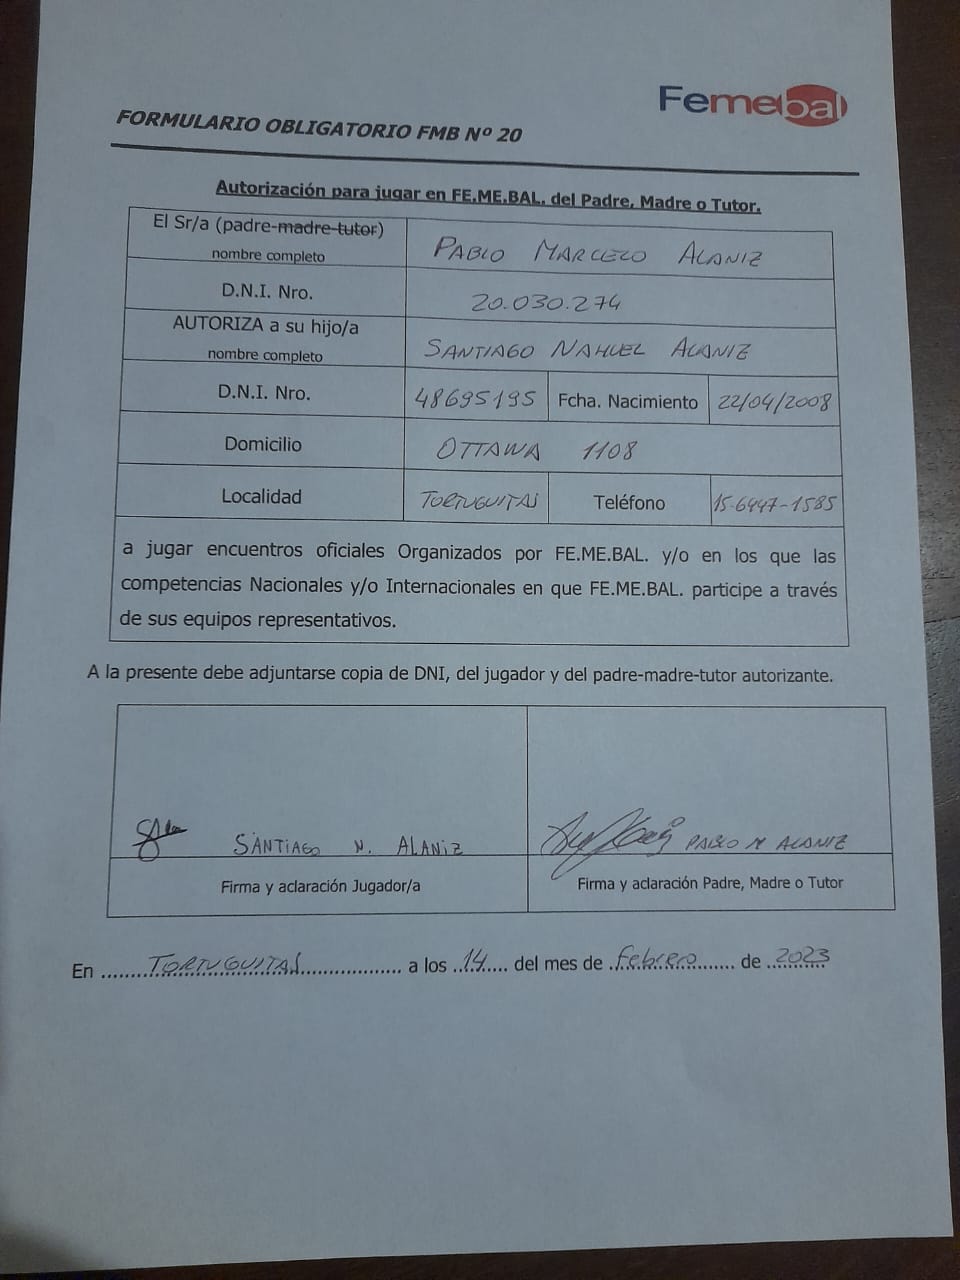 Femebal
FORMULARIO OBLIGATORIO FMB Nº 20
Autorización para jugar en FE.ME.BAL. del Padre, Madre o Tutor.
El Sr/a (padre-madre-tutor)
nombre completo
PABLO MARCELO ALANIZ
D.N.I. Nro.
20.030.274
AUTORIZA a su hijo/a
nombre completo
SANTIAGO NAHUEL ALANIZ
D.N.I. Nro.
48695195
Fcha. Nacimiento
22/04/2008
Domicilio
OTTAWA 1108
Localidad
TORTUGUITAS
Teléfono
15-6447-1585
a jugar encuentros oficiales Organizados por FE.ME.BAL. y/o en los que las
competencias Nacionales y/o Internacionales en que FE.ME.BAL. participe a través
de sus equipos representativos.
A la presente debe adjuntarse copia de DNI, del jugador y del padre-madre-tutor autorizante.
SANTIAGO N. ALANIZ
PABLO M ALANIZ
Firma y aclaración Jugador/a
Firma y aclaración Padre, Madre o Tutor
En TORTUGUITAS a los 14 del mes de febrero de 2023